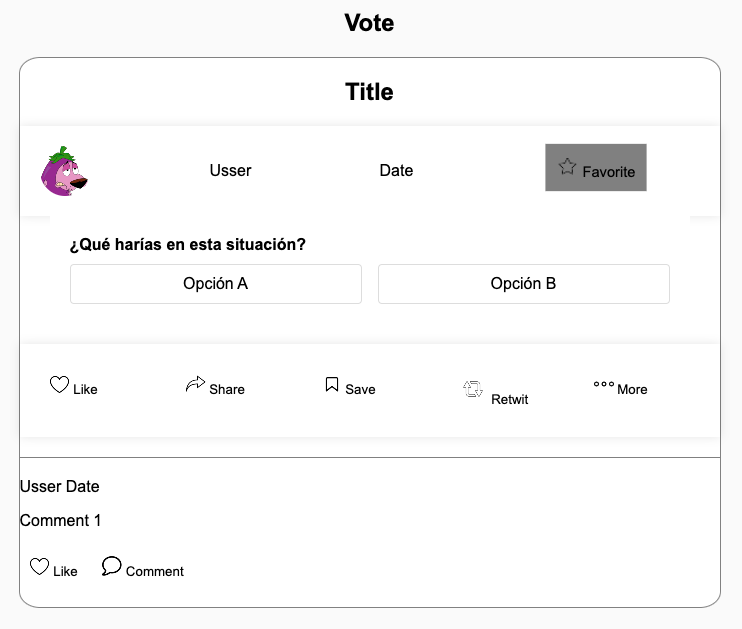 Vote
Title
Usser Date Favorite
¿Qué harías en esta situación?
Opción A Opción B
Like Share Save Retwit More
Usser Date
Comment 1
Like Comment